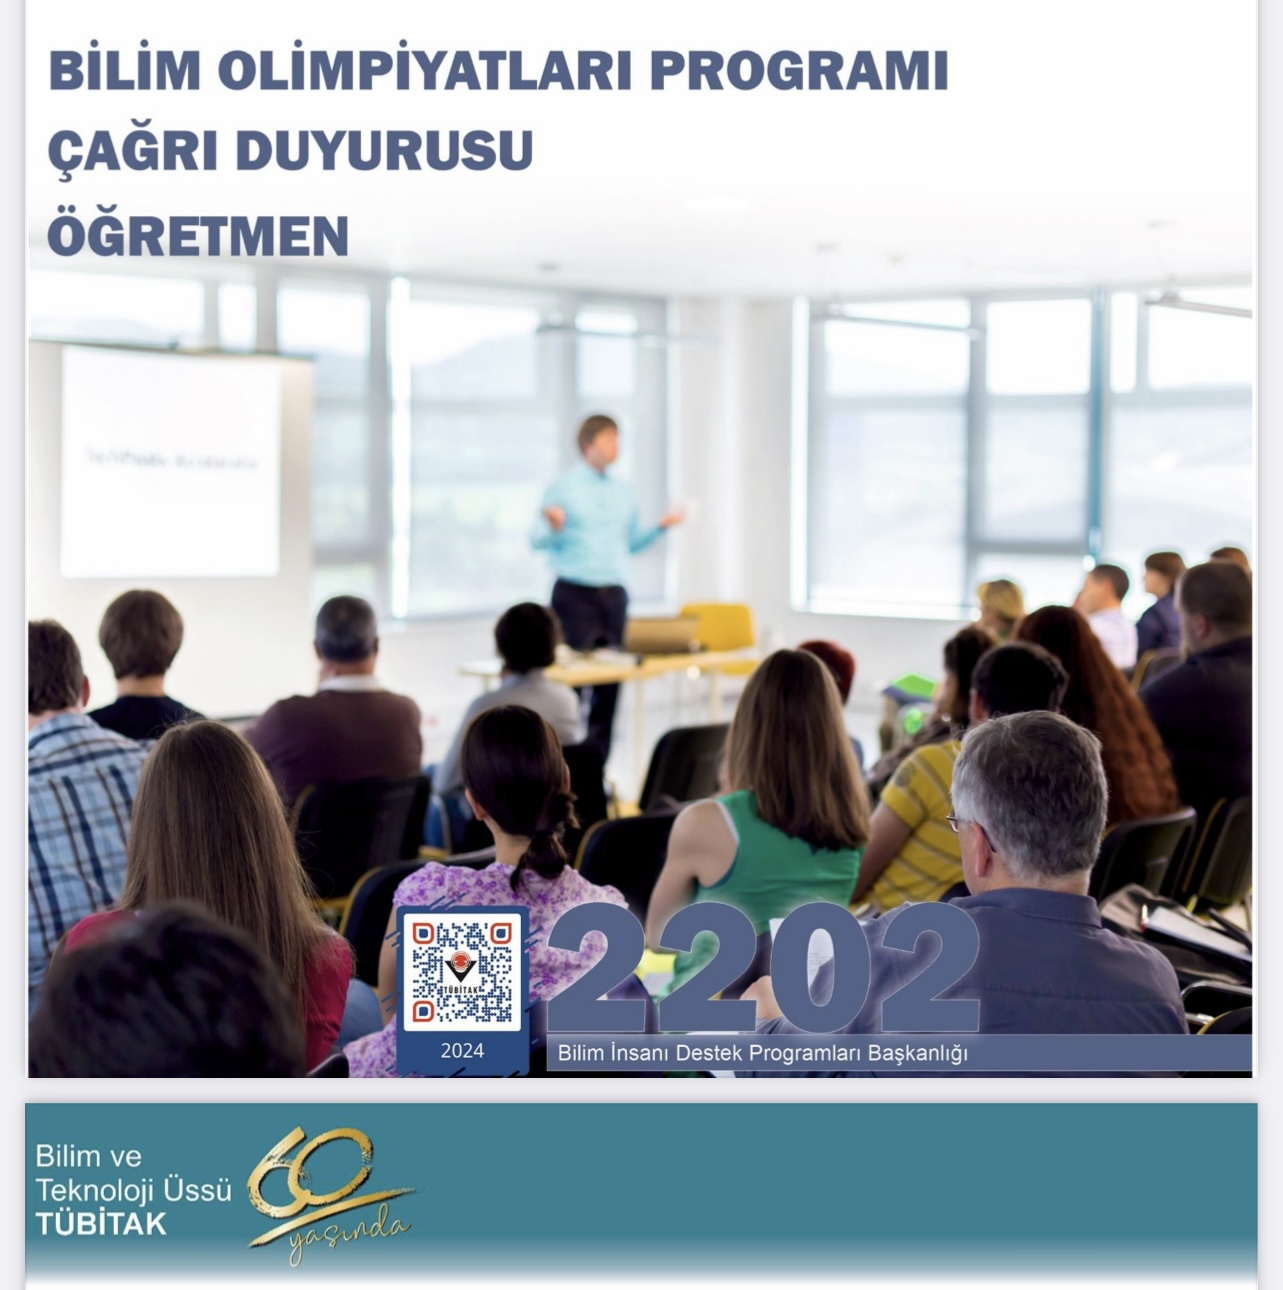 BİLİM OLİMPİYATLARI PROGRAMI
ÇAĞRI DUYURUSU
ÖĞRETMEN
TÜBİTAK
2024
2202
Bilim İnsanı Destek Programları Başkanlığı
Bilim ve
Teknoloji Üssü
TÜBİTAK
60
yaşında